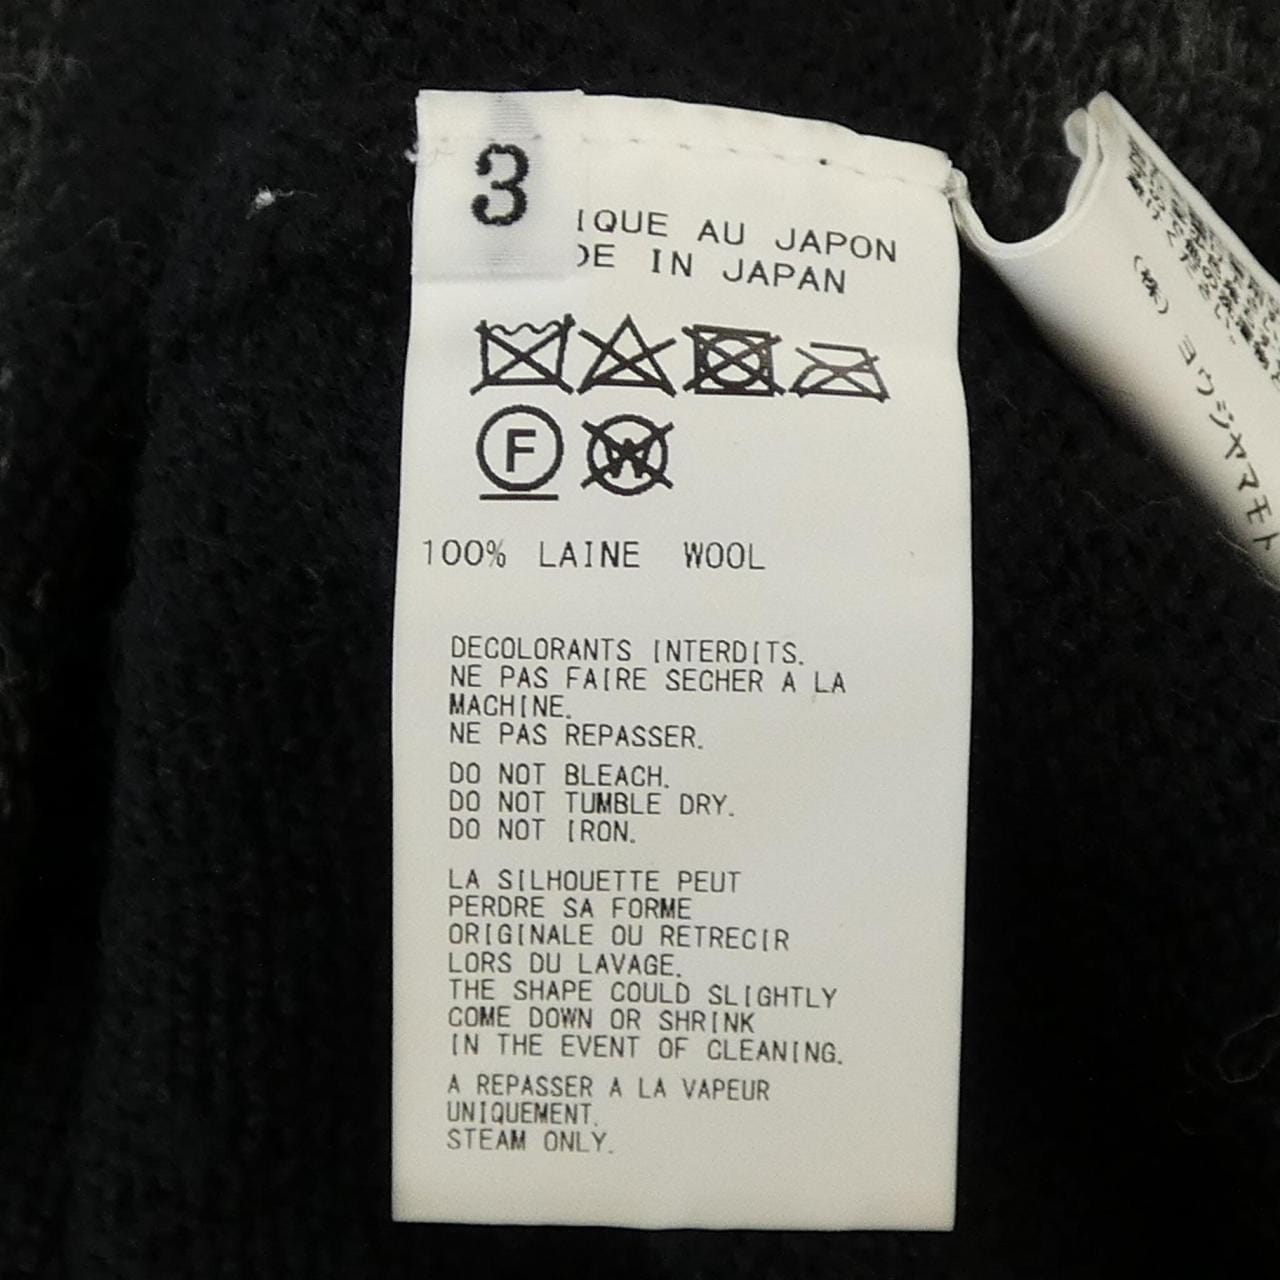 3
IQUE AU JAPON
DE IN JAPAN
F
W
100% LAINE WOOL
DECOLORANTS INTERDITS.
NE PAS FAIRE SECHER A LA
MACHINE.
NE PAS REPASSER.
DO NOT BLEACH.
DO NOT TUMBLE DRY.
DO NOT IRON.
LA SILHOUETTE PEUT
PERDRE SA FORME
ORIGINALE OU RETRECIR
LORS DU LAVAGE.
THE SHAPE COULD SLIGHTLY
COME DOWN OR SHRINK
IN THE EVENT OF CLEANING.
A REPASSER A LA VAPEUR
UNIQUEMENT.
STEAM ONLY.
(株) ヨウジヤマモト